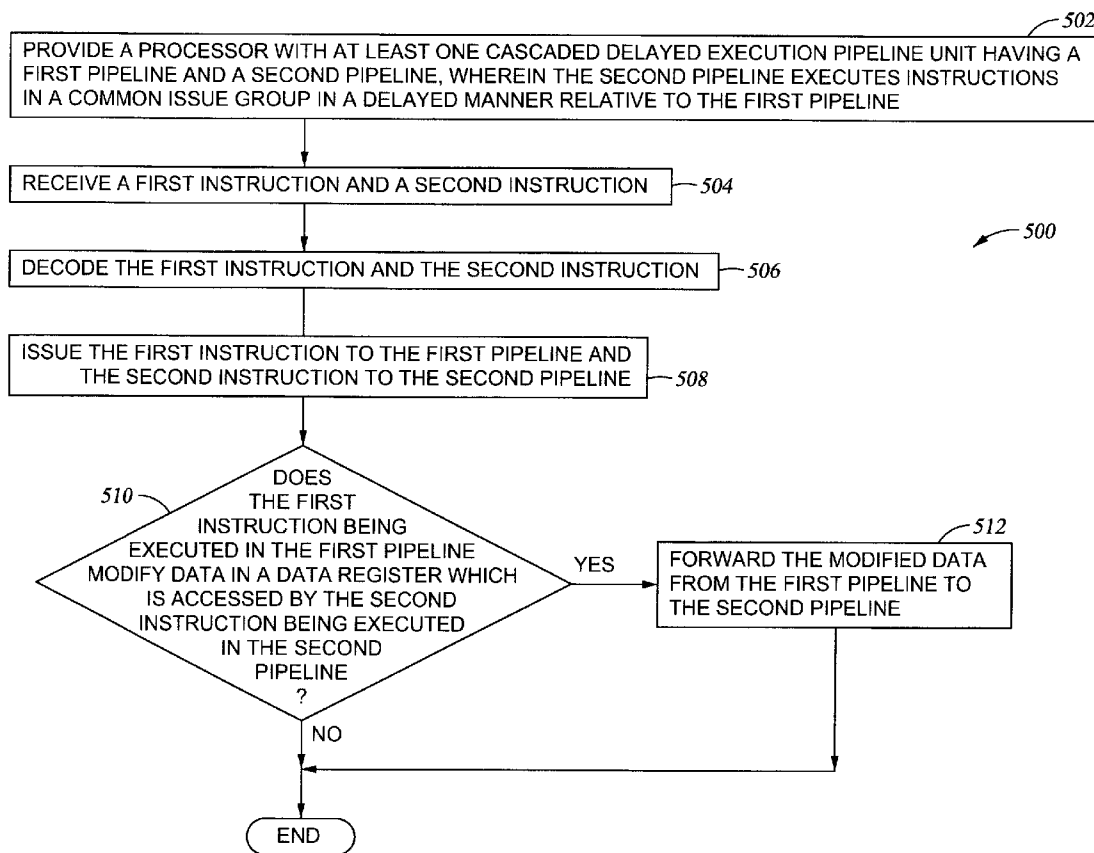 502
PROVIDE A PROCESSOR WITH AT LEAST ONE CASCADED DELAYED EXECUTION PIPELINE UNIT HAVING A
FIRST PIPELINE AND A SECOND PIPELINE, WHEREIN THE SECOND PIPELINE EXECUTES INSTRUCTIONS
IN A COMMON ISSUE GROUP IN A DELAYED MANNER RELATIVE TO THE FIRST PIPELINE
RECEIVE A FIRST INSTRUCTION AND A SECOND INSTRUCTION
504
500
DECODE THE FIRST INSTRUCTION AND THE SECOND INSTRUCTION
506
ISSUE THE FIRST INSTRUCTION TO THE FIRST PIPELINE AND
THE SECOND INSTRUCTION TO THE SECOND PIPELINE
508
510
DOES
THE FIRST
INSTRUCTION BEING
EXECUTED IN THE FIRST PIPELINE
MODIFY DATA IN A DATA REGISTER WHICH
IS ACCESSED BY THE SECOND
INSTRUCTION BEING EXECUTED
IN THE SECOND
PIPELINE
?
YES
512
FORWARD THE MODIFIED DATA
FROM THE FIRST PIPELINE TO
THE SECOND PIPELINE
NO
END